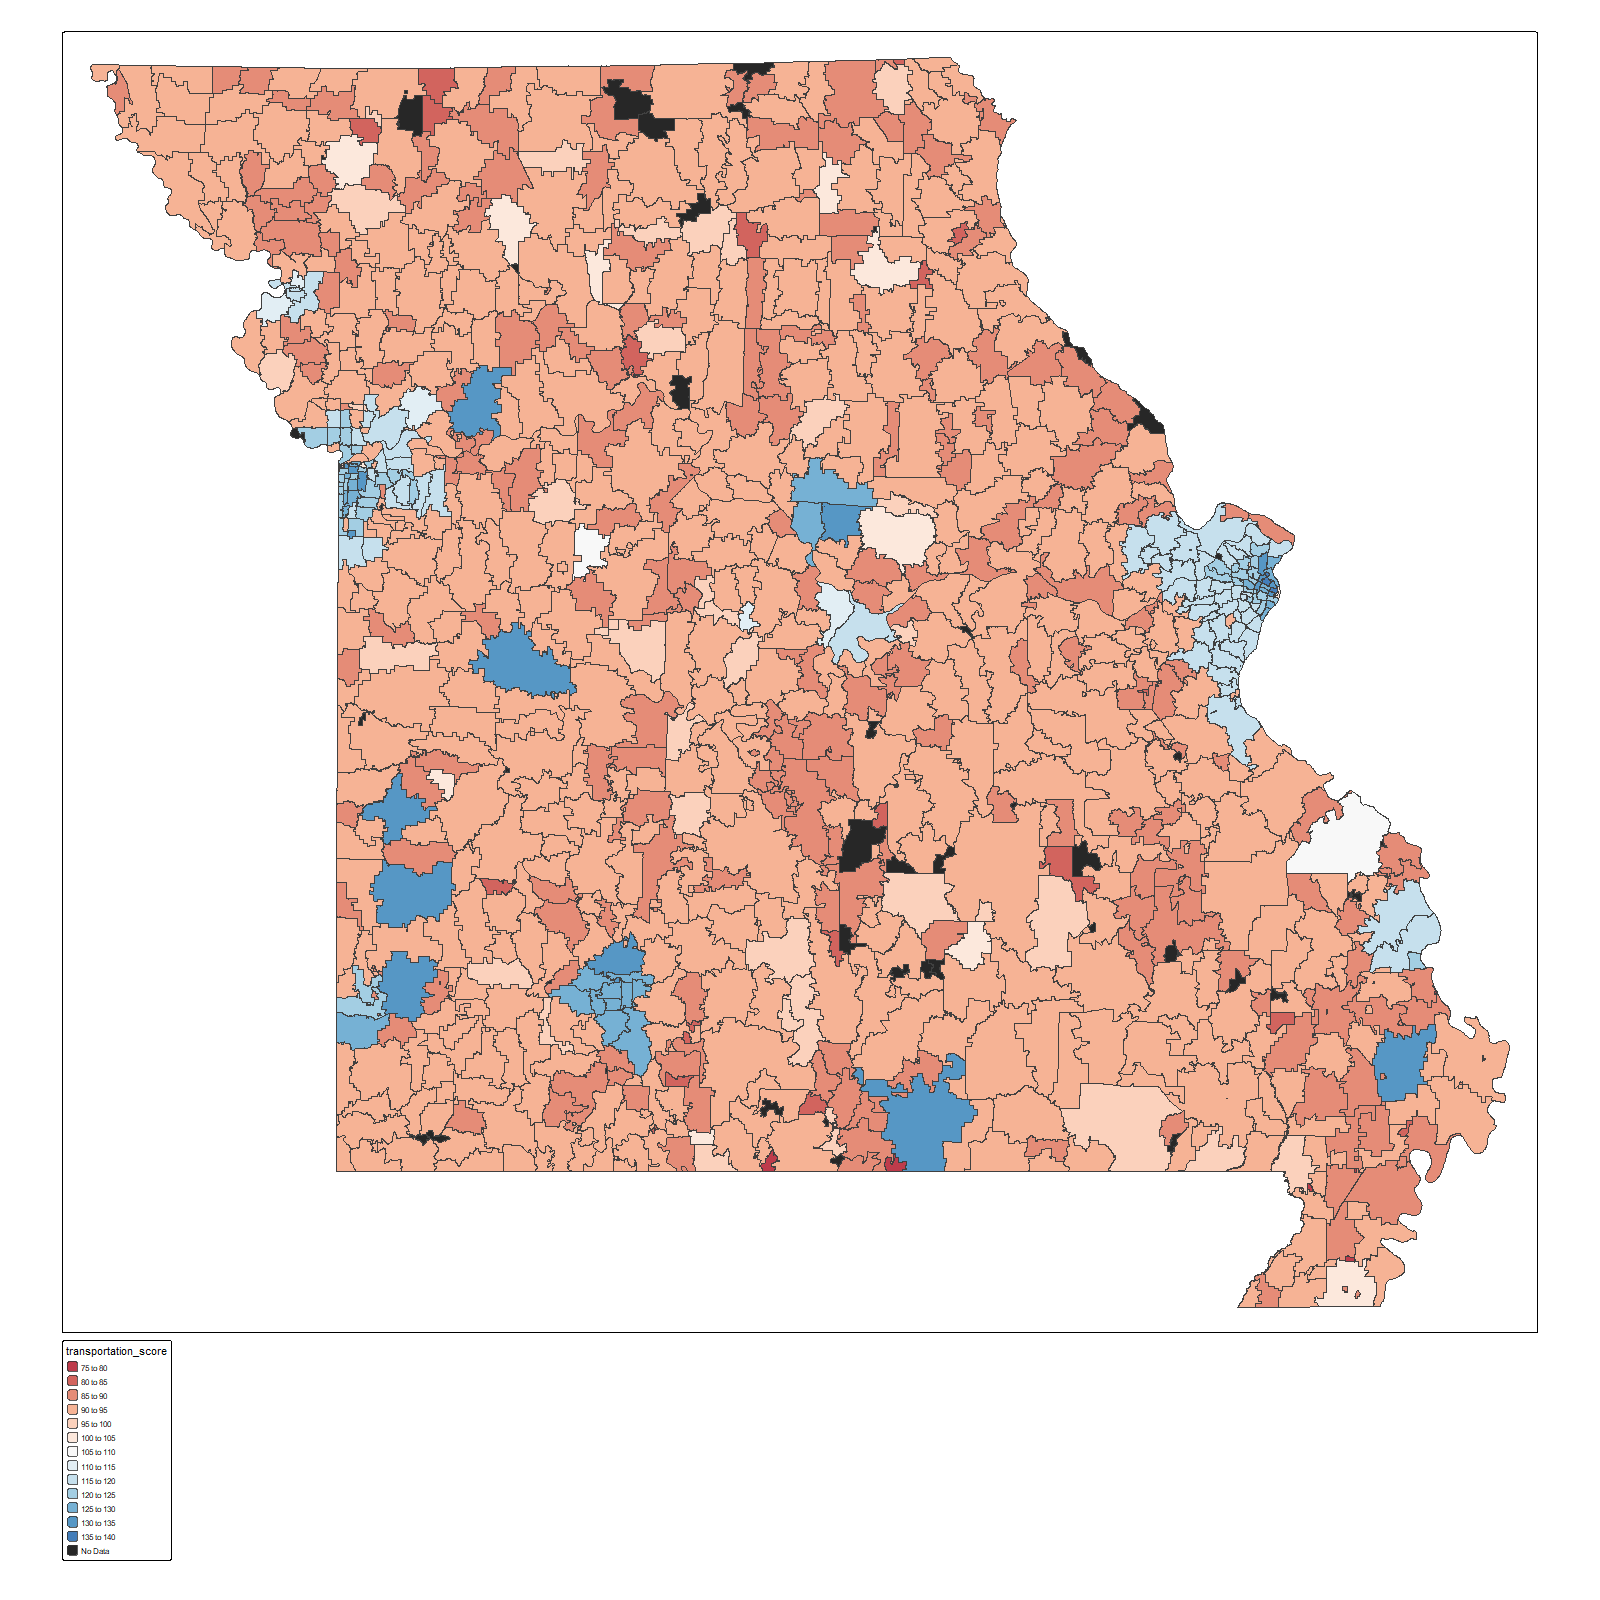 transportation_score
75 to 80
80 to 85
85 to 90
90 to 95
95 to 100
100 to 105
105 to 110
110 to 115
115 to 120
120 to 125
125 to 130
130 to 135
135 to 140
No Data